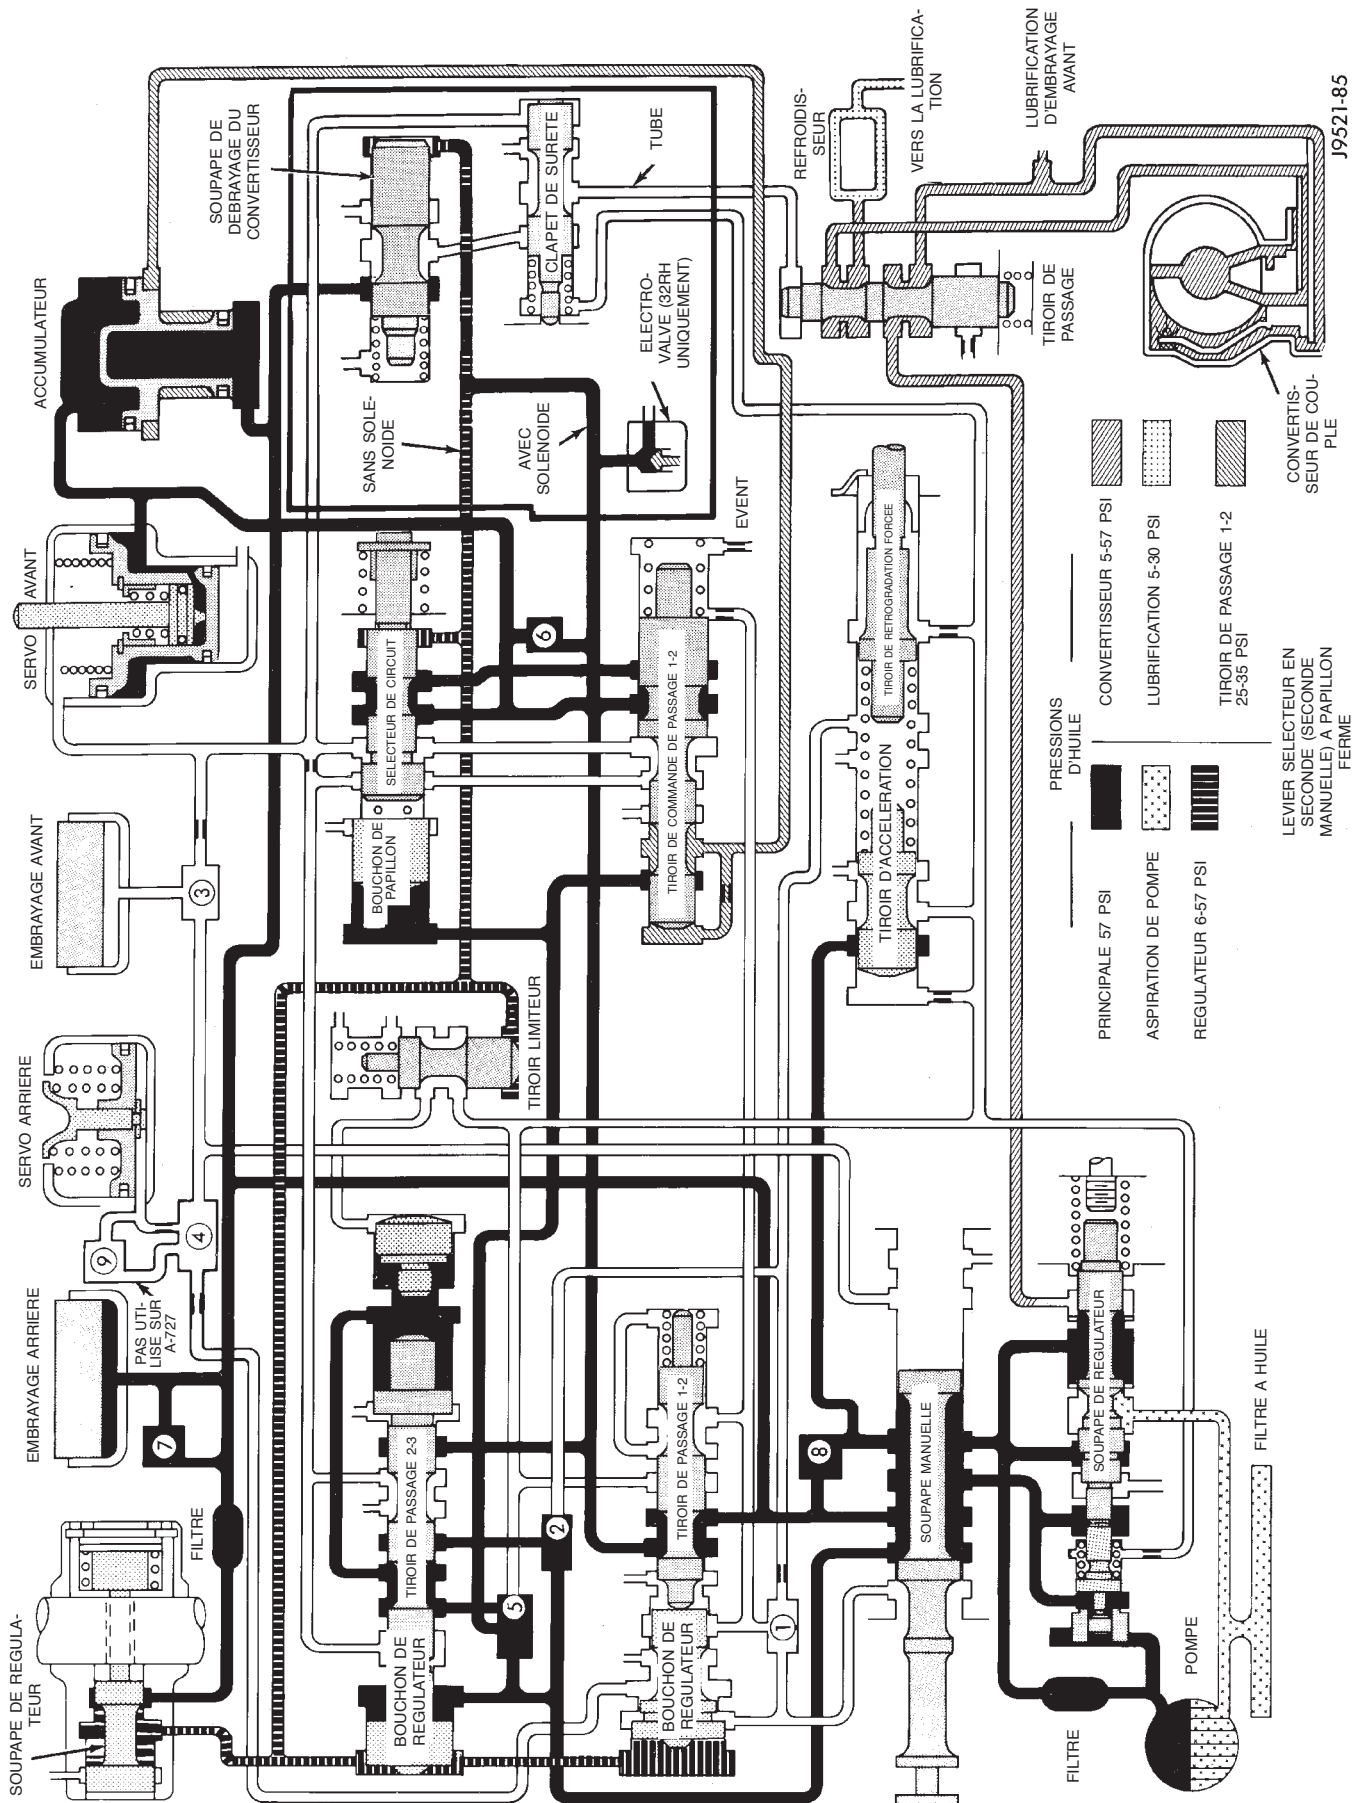 SOUPAPE DE REGULA-
TEUR
FILTRE
EMBRAYAGE ARRIERE
7
PAS UTI-
LISE SUR
A-727
9
4
SERVO ARRIERE
EMBRAYAGE AVANT
3
SERVO AVANT
ACCUMULATEUR
SOUPAPE DE
DEBRAYAGE DU
CONVERTISSEUR
BOUCHON DE
REGULATEUR
TIROIR DE PASSAGE 2-3
5
2
TIROIR LIMITEUR
BOUCHON DE
PAPILLON
SELECTEUR DE CIRCUIT
SANS SOLE-
NOIDE
AVEC
SOLENOIDE
CLAPET DE SURETE
TUBE
ELECTRO-
VALVE (32RH
UNIQUEMENT)
BOUCHON DE
REGULATEUR
TIROIR DE PASSAGE 1-2
1
8
TIROIR DE COMMANDE DE PASSAGE 1-2
6
EVENT
REFROIDIS-
SEUR
VERS LA LUBRIFICA-
TION
LUBRIFICATION
D'EMBRAYAGE
AVANT
TIROIR DE
PASSAGE
TIROIR D'ACCELERATION
TIROIR DE RETROGRADATION FORCEE
SOUPAPE MANUELLE
SOUPAPE DE REGULATEUR
POMPE
FILTRE
FILTRE A HUILE
PRESSIONS
D'HUILE
PRINCIPALE 57 PSI
ASPIRATION DE POMPE
REGULATEUR 6-57 PSI
CONVERTISSEUR 5-57 PSI
LUBRIFICATION 5-30 PSI
TIROIR DE PASSAGE 1-2
25-35 PSI
LEVIER SELECTEUR EN
SECONDE (SECONDE
MANUELLE) A PAPILLON
FERME
CONVERTIS-
SEUR DE COU-
PLE
J9521-85